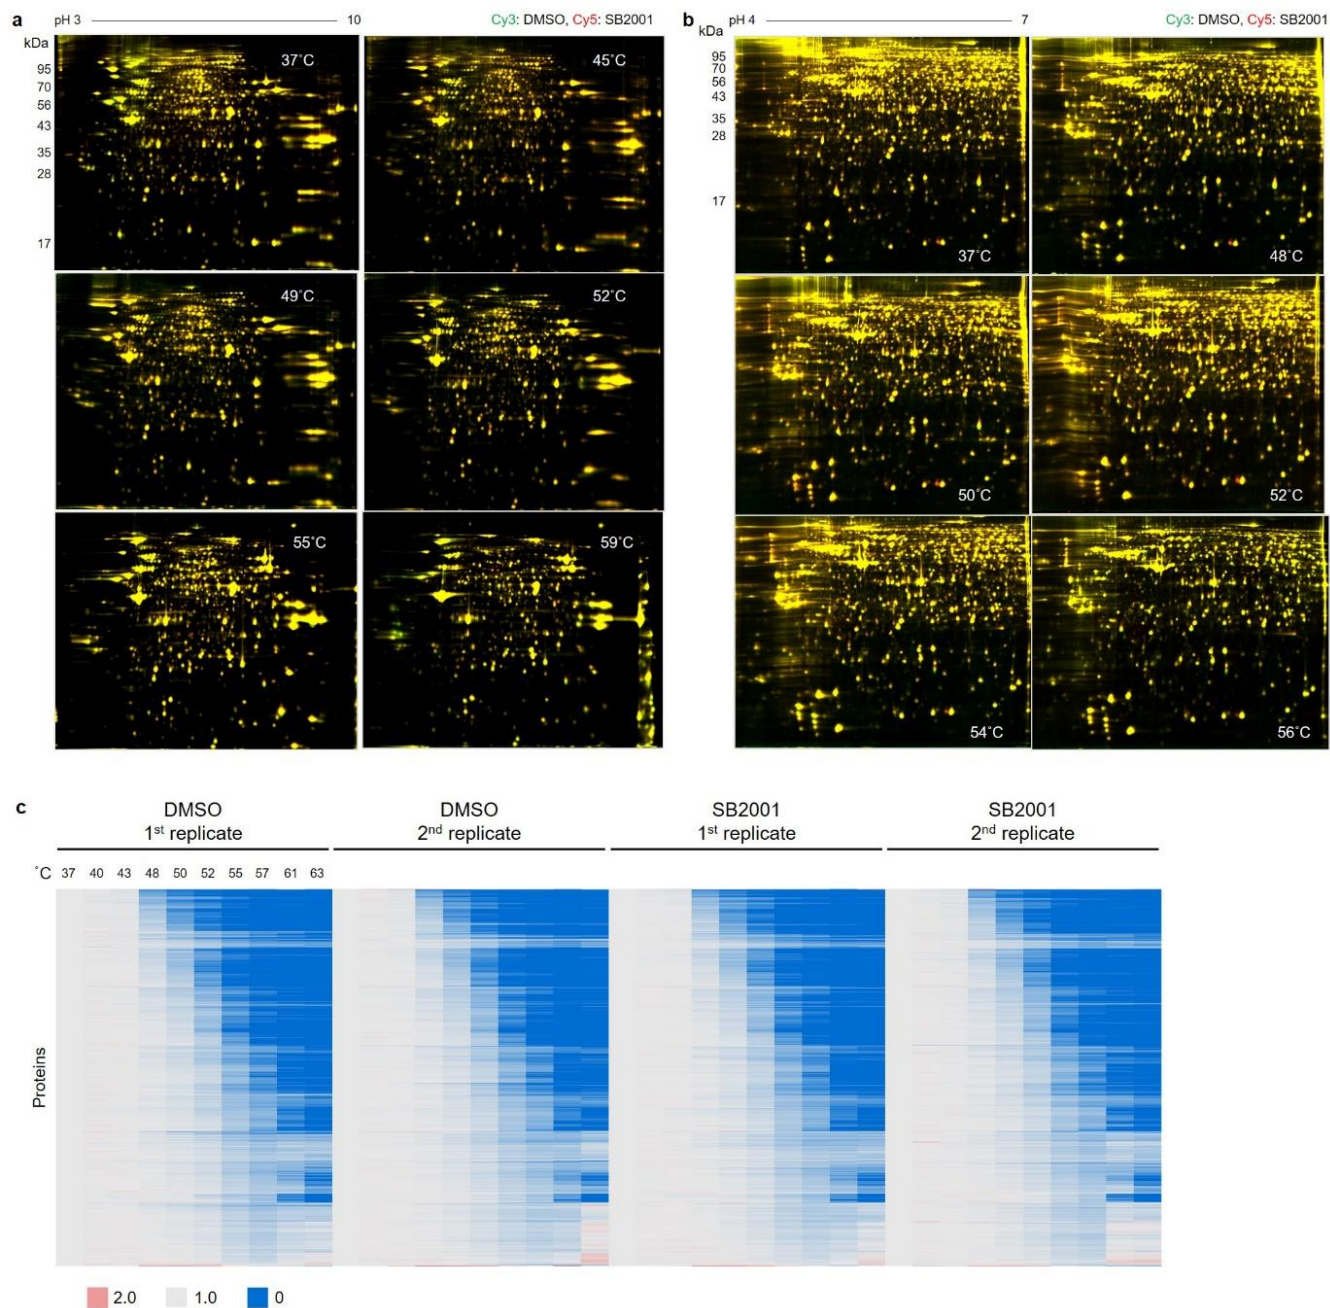 a
pH 3
10
Cy3: DMSO, Cy5: SB2001
kDa
95
70
56
43
35
28
17
37˚C
45˚C
49˚C
52˚C
55˚C
59˚C
b
pH 4
7
Cy3: DMSO, Cy5: SB2001
kDa
95
70
56
43
35
28
17
37˚C
48˚C
50˚C
52˚C
54˚C
56˚C
c
DMSO
1st replicate
DMSO
2nd replicate
SB2001
1st replicate
SB2001
2nd replicate
˚C 37 40 43 48 50 52 55 57 61 63
Proteins
2.0 1.0 0